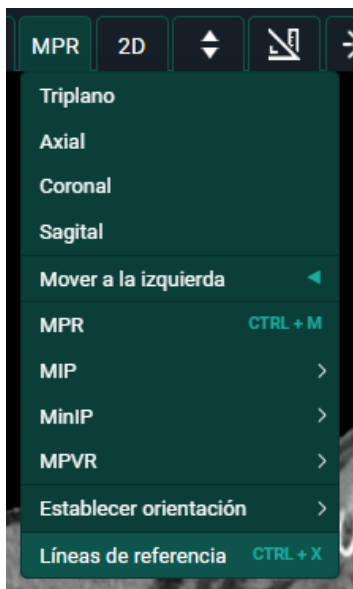 MPR 2D
Triplano
Axial
Coronal
Sagital
Mover a la izquierda
MPR CTRL + M
MIP
MinIP
MPVR
Establecer orientación
Líneas de referencia CTRL + X